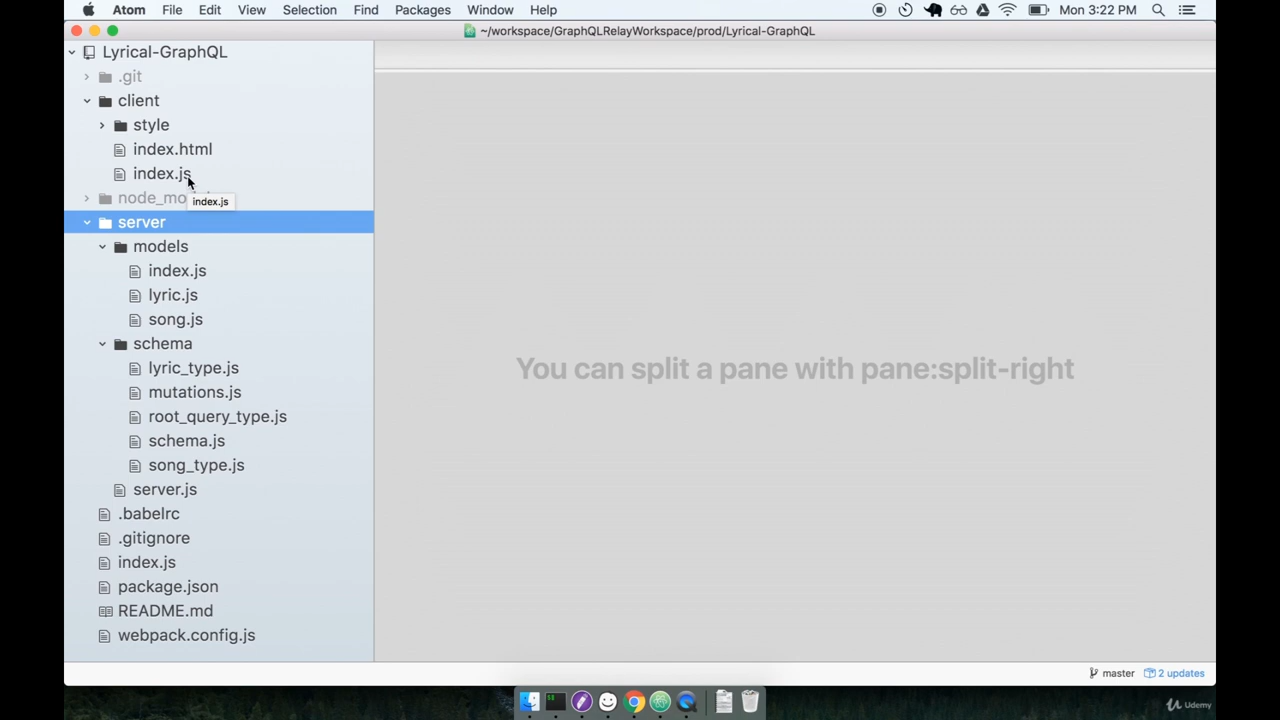 Atom File Edit View Selection Find Packages Window Help Mon 3:22 PM
~/workspace/GraphQLRelayWorkspace/prod/Lyrical-GraphQL
Lyrical-GraphQL
.git
client
style
index.html
index.js
index.js
server
models
index.js
lyric.js
song.js
schema
lyric_type.js
mutations.js
root_query_type.js
schema.js
song_type.js
server.js
.babelrc
.gitignore
index.js
package.json
README.md
webpack.config.js
You can split a pane with pane:split-right
master 2 updates
Udemy